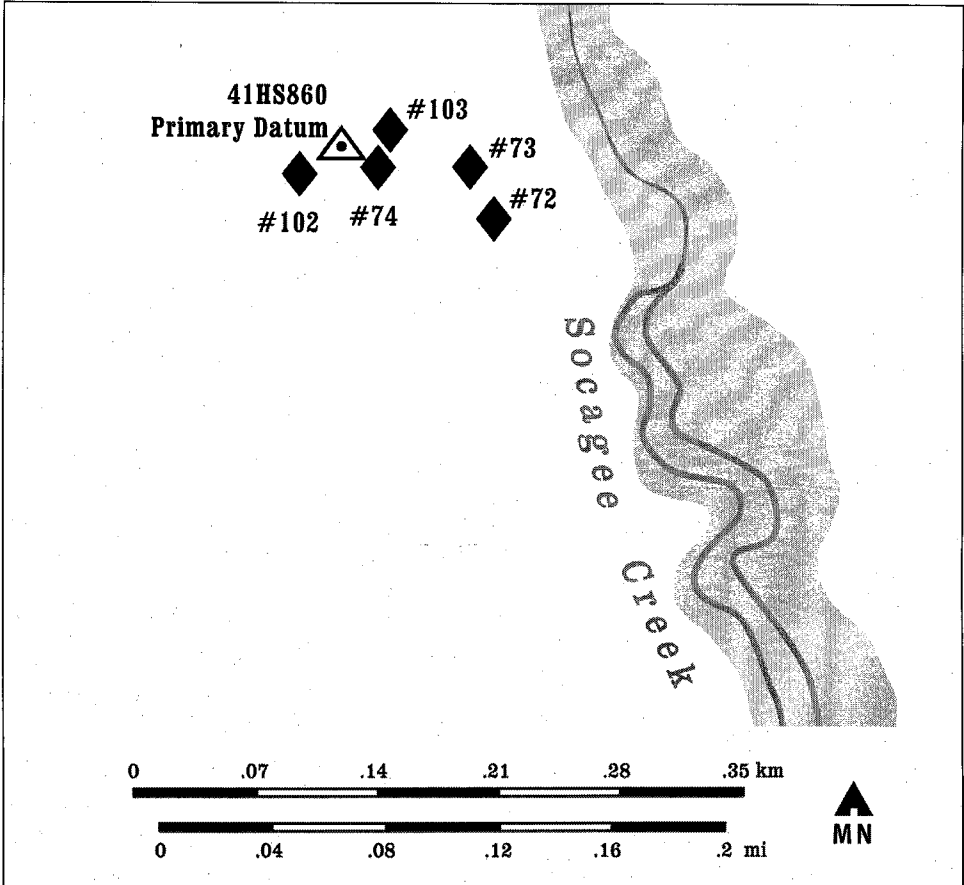 41HS860
Primary Datum
#103
#73
#102
#74
#72
Socagee Creek
0 .07 .14 .21 .28 .35 km
0 .04 .08 .12 .16 .2 mi
MN